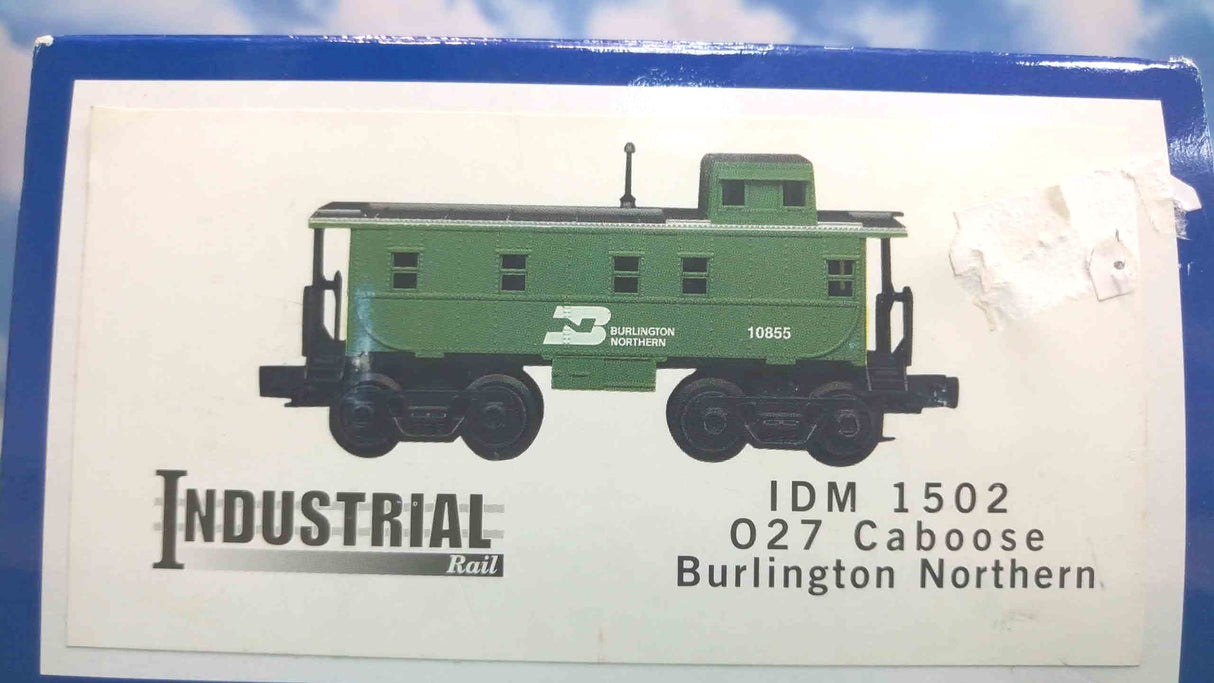 BURLINGTON
NORTHERN
10855
INDUSTRIAL
Rail
IDM 1502
O27 Caboose
Burlington Northern